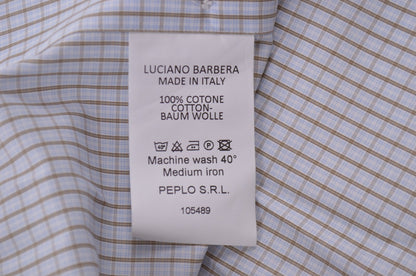 LUCIANO BARBERA
MADE IN ITALY
100% COTONE
COTTON-
BAUM WOLLE
Machine wash 40°
Medium iron
PEPLO S.R.L.
105489